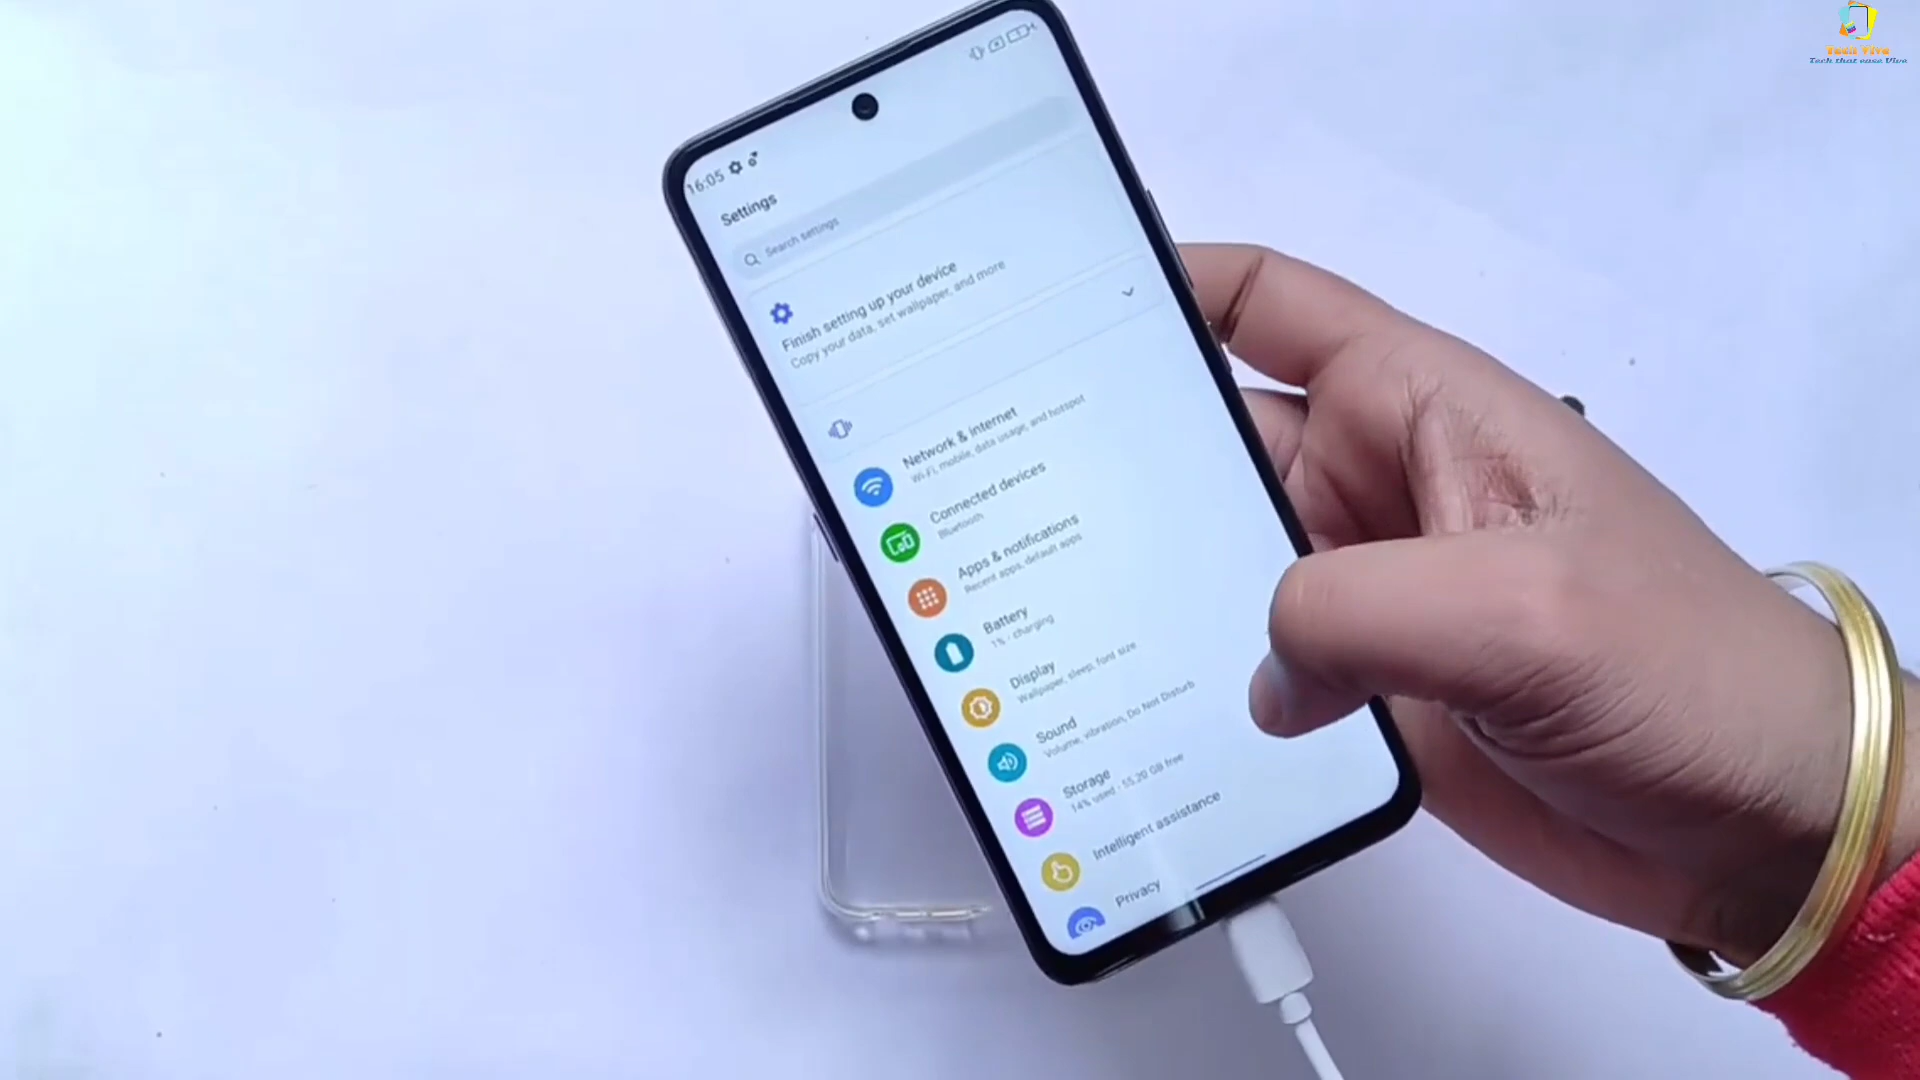 Tech Viva
Tech that ease Viva
16:05
Settings
Search settings
Finish setting up your device
Copy your data, set wallpaper, and more
Network & internet
Wi-Fi, mobile, data usage, and hotspot
Connected devices
Bluetooth
Apps & notifications
Recent apps, default apps
Battery
1% - charging
Display
Wallpaper, sleep, font size
Sound
Volume, vibration, Do Not Disturb
Storage
14% used - 55.20 GB free
Intelligent assistance
Privacy